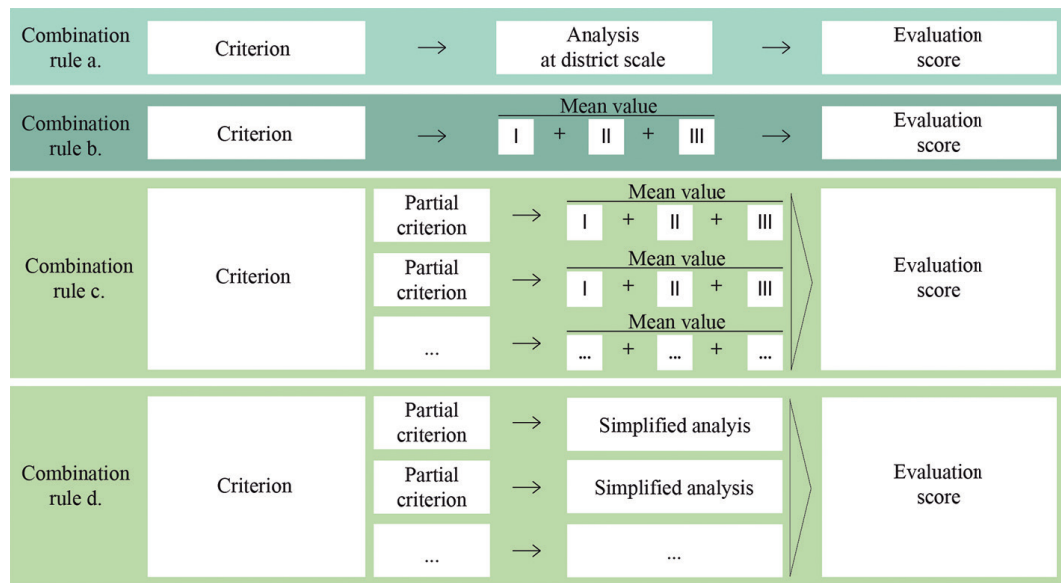 Combination
rule a.
Criterion
→
Analysis
at district scale
→
Evaluation
score
Combination
rule b.
Criterion
→
Mean value
I + II + III
→
Evaluation
score
Combination
rule c.
Criterion
Partial
criterion
→
Mean value
I + II + III
Partial
criterion
→
Mean value
I + II + III
...
→
Mean value
... + ... + ...
Evaluation
score
Combination
rule d.
Criterion
Partial
criterion
→
Simplified analyis
Partial
criterion
→
Simplified analysis
...
→
...
Evaluation
score